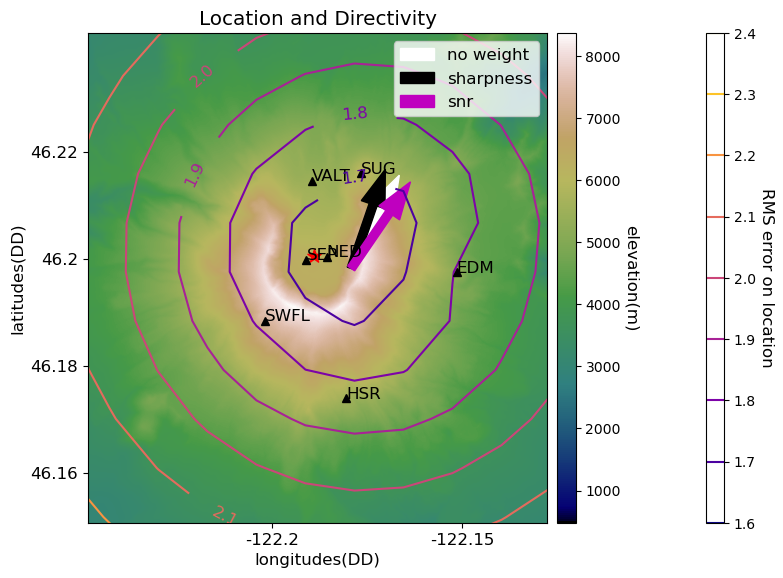 Location and Directivity
no weight
sharpness
snr
2.0
1.8
1.9
1.7
VALT
SUG
SEP
NED
EDM
SWFL
HSR
2.1
46.22
46.2
46.18
46.16
latitudes(DD)
-122.2
-122.15
longitudes(DD)
8000
7000
6000
5000
4000
3000
2000
1000
elevation(m)
2.4
2.3
2.2
2.1
2.0
1.9
1.8
1.7
1.6
RMS error on location